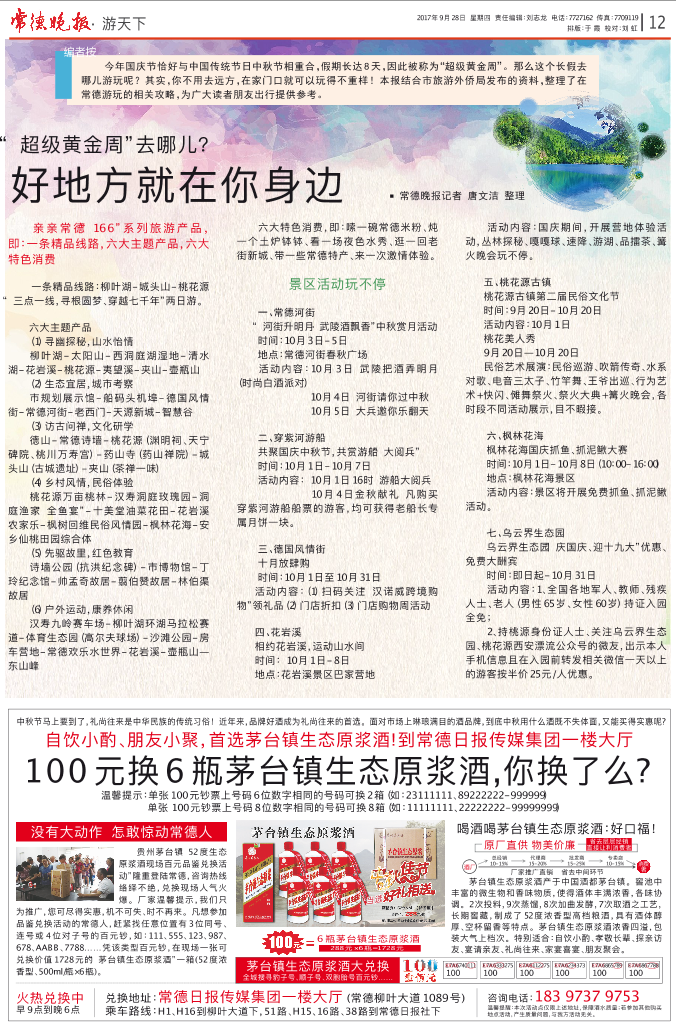 常德晚报·游天下
2017年9月28日 星期四 责任编辑:刘志龙 电话:7727162 传真:7709119
排版:于霞 校对:刘虹
12
编者按
今年国庆节恰好与中国传统节日中秋节相重合,假期长达8天,因此被称为“超级黄金周”。那么这个长假去
哪儿游玩呢？其实,你不用去远方,在家门口就可以玩得不重样！本报结合市旅游外侨局发布的资料,整理了在
常德游玩的相关攻略,为广大读者朋友出行提供参考。
“超级黄金周”去哪儿？
好地方就在你身边
▪ 常德晚报记者 唐文洁 整理
亲亲常德 166”系列旅游产品,
即:一条精品线路,六大主题产品,六大
特色消费
一条精品线路:柳叶湖-城头山-桃花源
“三点一线,寻根圆梦、穿越七千年”两日游。
六大主题产品
(1)寻幽探秘,山水怡情
柳叶湖-太阳山-西洞庭湖湿地-清水
湖-花岩溪-桃花源-夷望溪-夹山-壶瓶山
(2)生态宜居,城市考察
市规划展示馆-船码头机埠-德国风情
街-常德河街-老西门-天源新城-智慧谷
(3)访古问禅,文化研学
德山-常德诗墙-桃花源(渊明祠、天宁
碑院、桃川万寿宫)-药山寺(药山禅院)-城
头山(古城遗址)-夹山(茶禅一味)
(4)乡村风情,民俗体验
桃花源万亩桃林-汉寿洞庭玫瑰园-洞
庭渔家 全鱼宴”-十美堂油菜花田-花岩溪
农家乐-枫树回维民俗风情园-枫林花海-安
乡仙桃田园综合体
(5)先驱故里,红色教育
诗墙公园(抗洪纪念碑)-市博物馆-丁
玲纪念馆-帅孟奇故居-翦伯赞故居-林伯渠
故居
(6)户外运动,康养休闲
汉寿九岭赛车场-柳叶湖环湖马拉松赛
道-体育生态园(高尔夫球场)-沙滩公园-房
车营地-常德欢乐水世界-花岩溪-壶瓶山—
东山峰
六大特色消费,即:嗦一碗常德米粉、炖
一个土炉钵钵、看一场夜色水秀、逛一回老
街新城、带一些常德特产、来一次激情体验。
景区活动玩不停
一、常德河街
“河街升明月 武陵酒飘香”中秋赏月活动
时间:10月3日-5日
地点:常德河街春秋广场
活动内容:10月3日 武陵把酒弄明月
(时尚白酒派对)
10月4日 河街请你过中秋
10月5日 大兵邀你乐翻天
二、穿紫河游船
共聚国庆中秋节,共赏游船 大阅兵”
时间:10月1日-10月7日
活动内容: 10月1日16时 游船大阅兵
10月4日金秋献礼 凡购买
穿紫河游船船票的游客,均可获得老船长专
属月饼一块。
三、德国风情街
十月放肆购
时间:10月1日至10月31日
活动内容:(1)扫码关注 汉诺威跨境购
物”领礼品(2)门店折扣(3)门店购物周活动
四、花岩溪
相约花岩溪,运动山水间
时间: 10月1日-8日
地点:花岩溪景区巴家营地
活动内容:国庆期间,开展营地体验活
动,丛林探秘、嘎嘎球、速降、游湖、品擂茶、篝
火晚会玩不停。
五、桃花源古镇
桃花源古镇第二届民俗文化节
时间:9月20日-10月20日
活动内容:10月1日
桃花美人秀
9月20日—10月20日
民俗艺术展演:民俗巡游、吹箭传奇、水系
对歌、电音三太子、竹竿舞、王爷出巡、行为艺
术+快闪、傩舞祭火、祭火大典+篝火晚会,各
时段不同活动展示,目不暇接。
六、枫林花海
枫林花海国庆抓鱼、抓泥鳅大赛
时间:10月1日-10月8日(10:00-16:00)
地点:枫林花海景区
活动内容:景区将开展免费抓鱼、抓泥鳅
活动。
七、乌云界生态园
乌云界生态园 庆国庆、迎十九大”优惠、
免费大酬宾
时间:即日起-10月31日
活动内容:1、全国各地军人、教师、残疾
人士、老人(男性65岁、女性60岁)持证入园
全免;
2、持桃源身份证人士、关注乌云界生态
园、桃花源西安漂流公众号的微友,出示本人
手机信息且在入园前转发相关微信一天以上
的游客按半价25元/人优惠。
中秋节马上要到了,礼尚往来是中华民族的传统习俗！近年来,品牌好酒成为礼尚往来的首选。面对市场上琳琅满目的酒品牌,到底中秋用什么酒既不失体面,又能买得实惠呢?
自饮小酌、朋友小聚,首选茅台镇生态原浆酒！到常德日报传媒集团一楼大厅
100元换6瓶茅台镇生态原浆酒,你换了么？
温馨提示:单张100元钞票上号码6位数字相同的号码可换2箱(如:23111111、89222222-999999)
单张100元钞票上号码8位数字相同的号码可换8箱(如:11111111、22222222-99999999)
没有大动作 怎敢惊动常德人
贵州茅台镇 52度生态
原浆酒现场百元品鉴兑换活
动”隆重登陆常德,咨询热线
络绎不绝,兑换现场人气火
爆。厂家温馨提示,我们只
为推广,您可尽得实惠,机不可失、时不再来。凡想参加
品鉴兑换活动的常德人,赶紧找任意位置有3位同号、
连号或4位对子号的百元钞,如:111、555、123、987、
678、AABB、7788……凭该类型百元钞,在现场一张可
兑换价值1728元的 茅台镇生态原浆酒”一箱(52度浓
香型、500ml/瓶×6瓶)。
茅台镇生态原浆酒
好礼相送
100元=6瓶茅台镇生态原浆酒
288元×6瓶=1728元
茅台镇生态原浆酒大兑换
全城搜寻豹子号、顺子号、双胞胎号百元钞……
喝酒喝茅台镇生态原浆酒:好口福！
原厂直供 物美价廉
省去层层经销
直接让利消费者
总经销
10-15%
代理商
15-20%
批发商
15-25%
专卖店
10-15%
厂家推广直销 省去中间环节
茅台镇生态原浆酒产于中国酒都茅台镇。窖池中
丰富的微生物和香味物质,使得酒体丰满浓香,各味协
调。2次投料,9次蒸馏,8次加曲发酵,7次取酒之工艺,
长期窖藏,制成了52度浓香型高档粮酒,具有酒体醇
厚、空杯留香等特点。茅台镇生态原浆酒浓香四溢,包
装大气上档次。特别适合:自饮小酌、孝敬长辈、探亲访
友、宴请亲友、礼尚往来、家宴喜宴、朋友聚会。
火热兑换中
早9点到晚6点
兑换地址:常德日报传媒集团一楼大厅(常德柳叶大道1089号)
乘车路线:H1、H16到柳叶大道下,51路、H15、16路、38路到常德日报社下
咨询电话:183 9737 9753